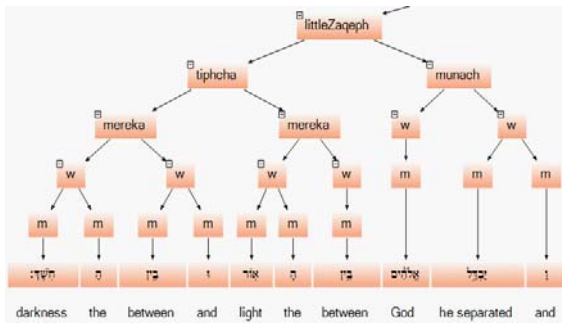 littleZaqeph
tiphcha munach
mereka mereka w w
w w w w m m m
m m m m m m m
וַ יַּבְדֵּל אֱלֹהִים בֵּין הָ אוֹר וּ בֵין הַ חֹשֶׁךְ׃
darkness the between and light the between God he separated and